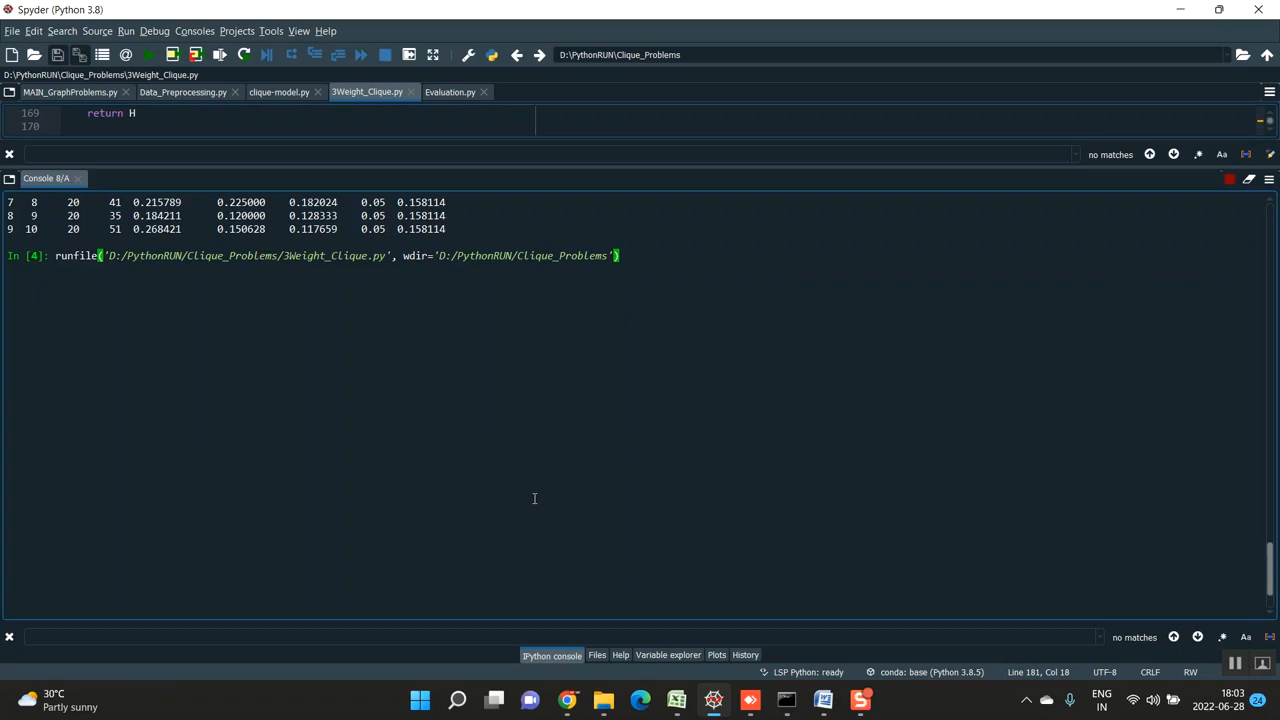 Spyder (Python 3.8)
File Edit Search Source Run Debug Consoles Projects Tools View Help
D:\PythonRUN\Clique_Problems
D:\PythonRUN\Clique_Problems\3Weight_Clique.py
MAIN_GraphProblems.py Data_Preprocessing.py clique-model.py 3Weight_Clique.py Evaluation.py
169 return H
170
no matches Aa
Console 8/A
7 8 20 41 0.215789 0.225000 0.182024 0.05 0.158114
8 9 20 35 0.184211 0.120000 0.128333 0.05 0.158114
9 10 20 51 0.268421 0.150628 0.117659 0.05 0.158114
In [4]: runfile('D:/PythonRUN/Clique_Problems/3Weight_Clique.py', wdir='D:/PythonRUN/Clique_Problems')
no matches Aa
IPython console Files Help Variable explorer Plots History
LSP Python: ready conda: base (Python 3.8.5) Line 181, Col 18 UTF-8 CRLF RW
30°C
Partly sunny
ENG
IN
18:03
2022-06-28
24